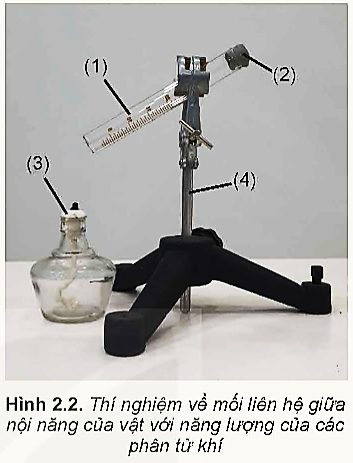 (1)
(2)
(3)
(4)
Hình 2.2. Thí nghiệm về mối liên hệ giữa
nội năng của vật với năng lượng của các
phân tử khí